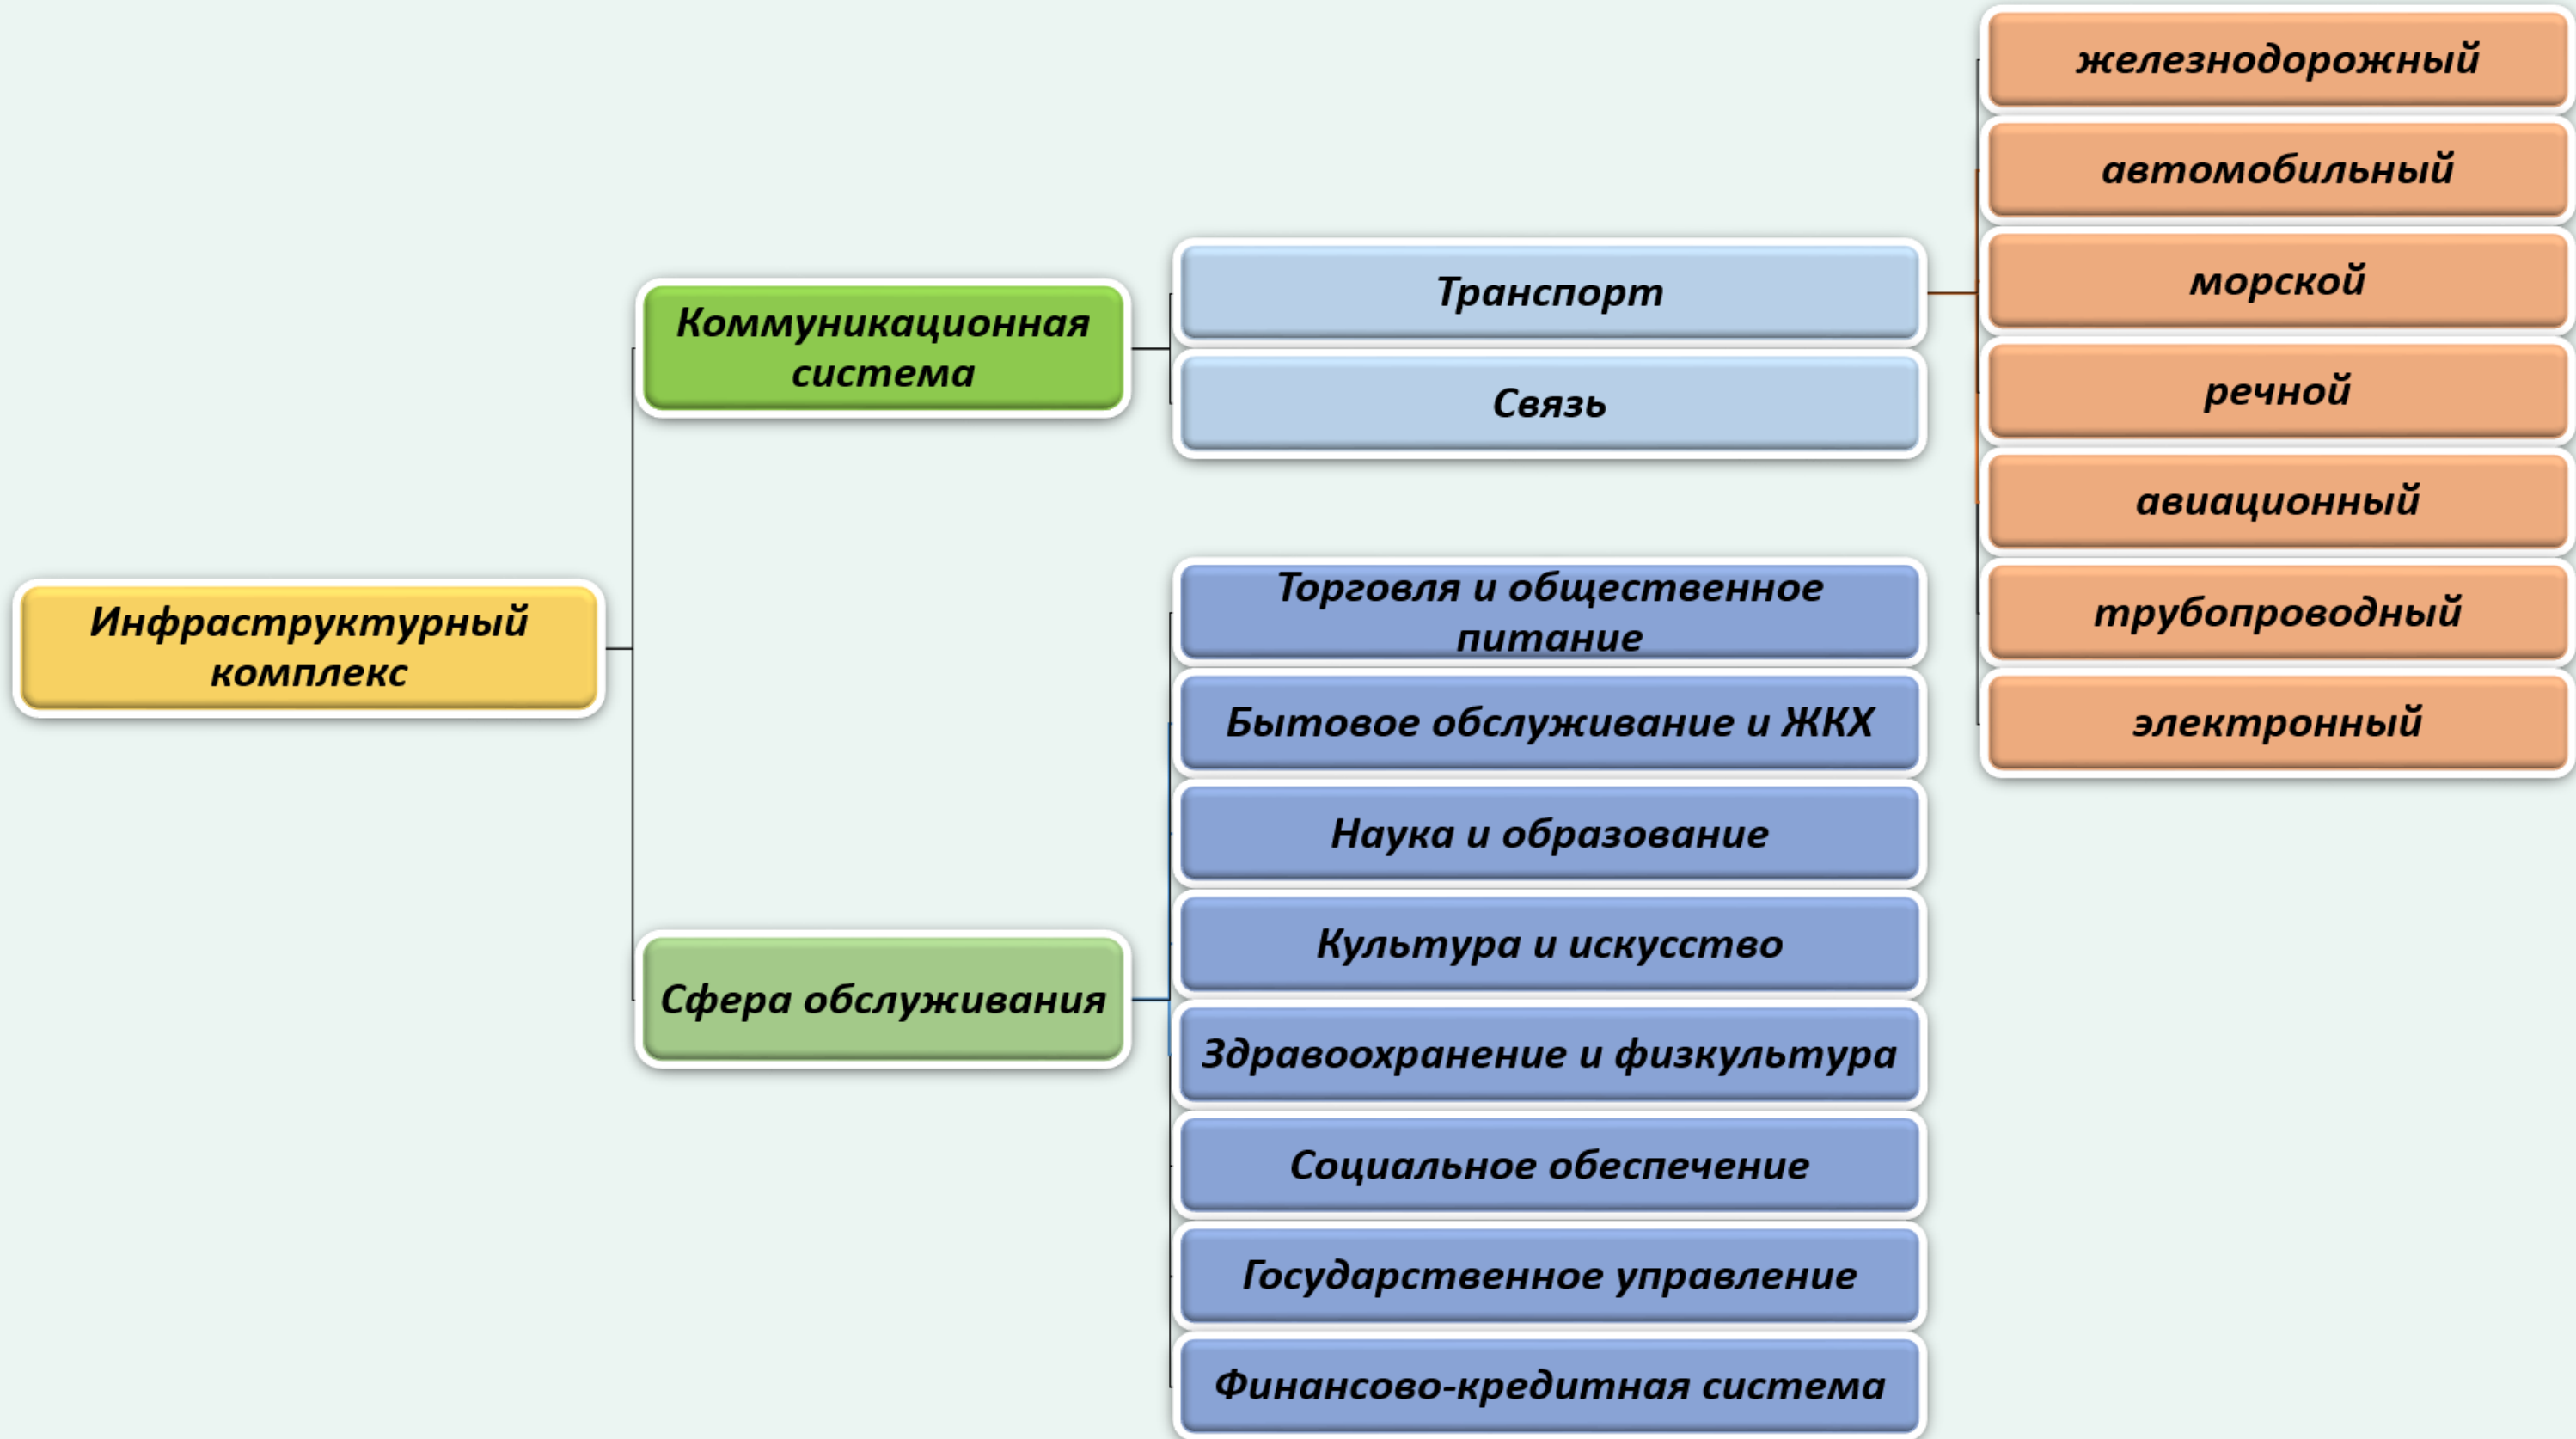 Инфраструктурный
комплекс
Коммуникационная
система
Транспорт
железнодорожный
автомобильный
морской
речной
авиационный
трубопроводный
электронный
Связь
Сфера обслуживания
Торговля и общественное
питание
Бытовое обслуживание и ЖКХ
Наука и образование
Культура и искусство
Здравоохранение и физкультура
Социальное обеспечение
Государственное управление
Финансово-кредитная система